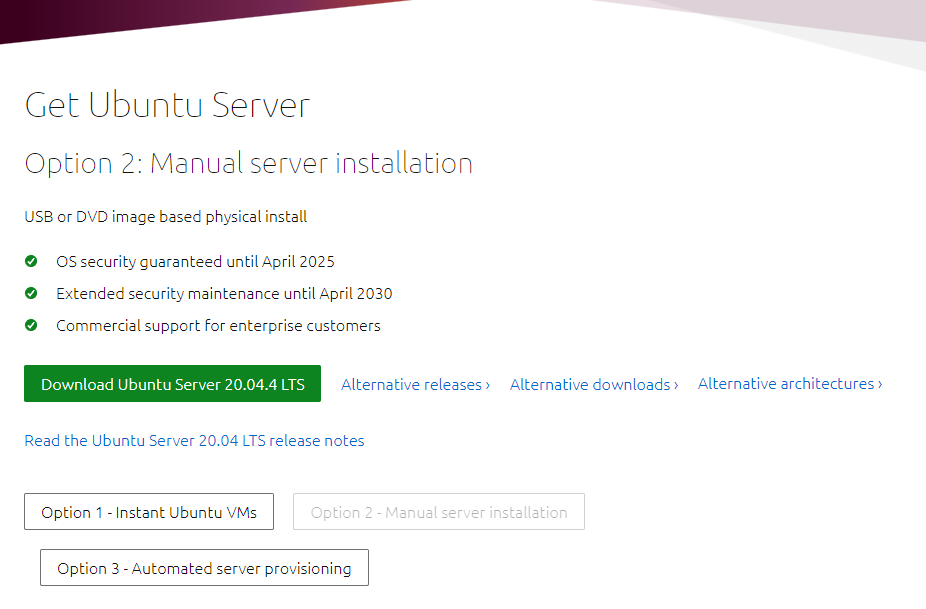 Get Ubuntu Server
Option 2: Manual server installation
USB or DVD image based physical install
OS security guaranteed until April 2025
Extended security maintenance until April 2030
Commercial support for enterprise customers
Download Ubuntu Server 20.04.4 LTS Alternative releases › Alternative downloads › Alternative architectures ›
Read the Ubuntu Server 20.04 LTS release notes
Option 1 - Instant Ubuntu VMs Option 2 - Manual server installation
Option 3 - Automated server provisioning